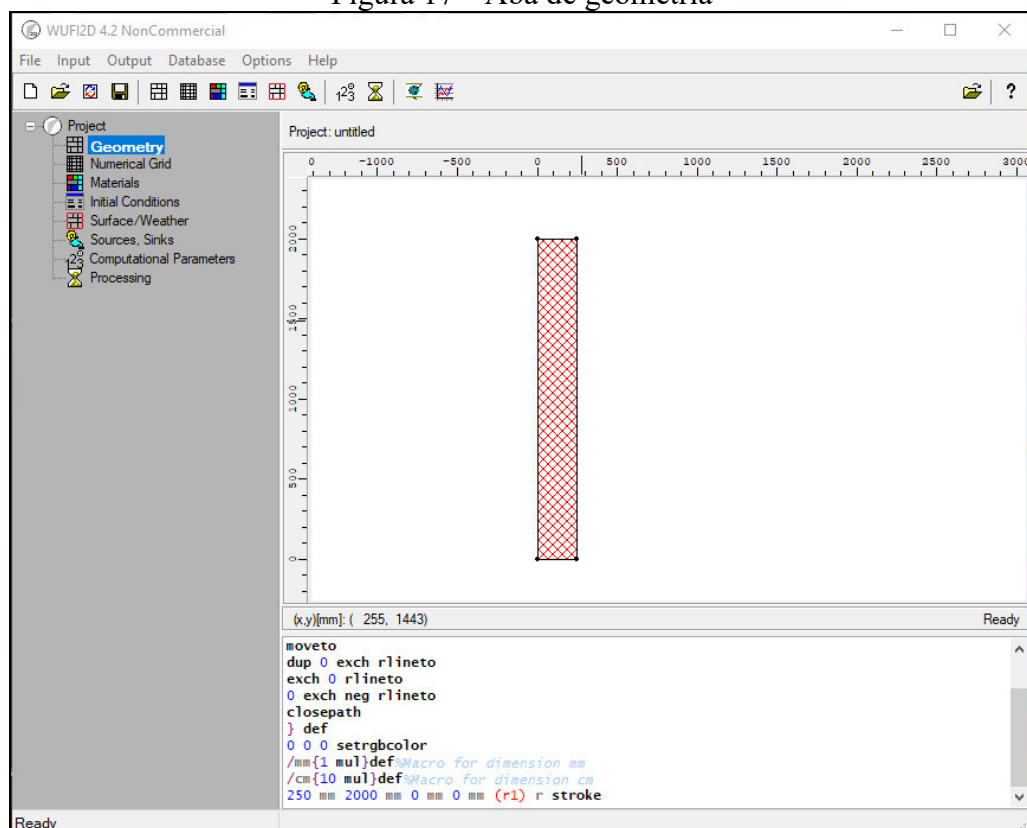 Figura 17 – Aba de geometria
WUFI2D 4.2 NonCommercial
File Input Output Database Options Help
Project
Geometry
Numerical Grid
Materials
Initial Conditions
Surface/Weather
Sources, Sinks
Computational Parameters
Processing
Project: untitled
0 -1000 -500 0 500 1000 1500 2000 2500 3000
2000
1500
1000
500
0
(x,y)[mm]: ( 255, 1443)
Ready
moveto
dup 0 exch rlineto
exch 0 rlineto
0 exch neg rlineto
closepath
} def
0 0 0 setrgbcolor
/mm{1 mul}def%Macro for dimension mm
/cm{10 mul}def%Macro for dimension cm
250 mm 2000 mm 0 mm 0 mm (r1) r stroke
Ready